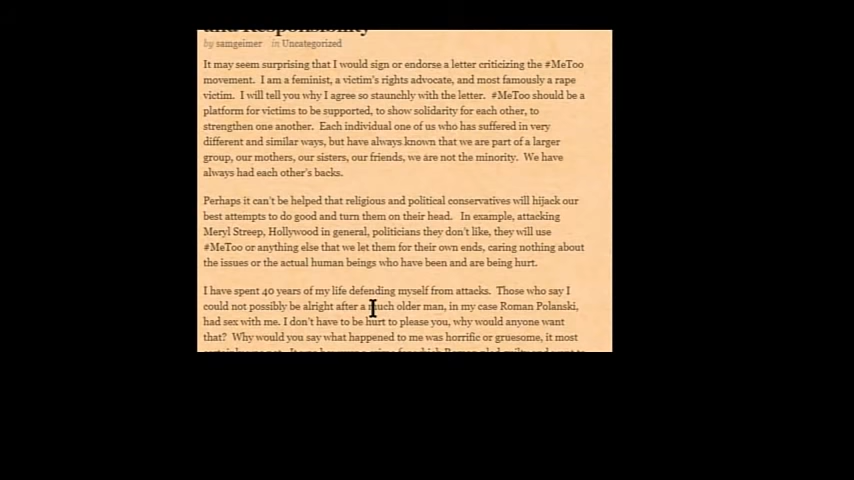 and Responsibility
by samgeimer in Uncategorized
It may seem surprising that I would sign or endorse a letter criticizing the #MeToo
movement. I am a feminist, a victim's rights advocate, and most famously a rape
victim. I will tell you why I agree so staunchly with the letter. #MeToo should be a
platform for victims to be supported, to show solidarity for each other, to
strengthen one another. Each individual one of us who has suffered in very
different and similar ways, but have always known that we are part of a larger
group, our mothers, our sisters, our friends, we are not the minority. We have
always had each other's backs.
Perhaps it can't be helped that religious and political conservatives will hijack our
best attempts to do good and turn them on their head. In example, attacking
Meryl Streep, Hollywood in general, politicians they don't like, they will use
#MeToo or anything else that we let them for their own ends, caring nothing about
the issues or the actual human beings who have been and are being hurt.
I have spent 40 years of my life defending myself from attacks. Those who say I
could not possibly be alright after a much older man, in my case Roman Polanski,
had sex with me. I don't have to be hurt to please you, why would anyone want
that? Why would you say what happened to me was horrific or gruesome, it most